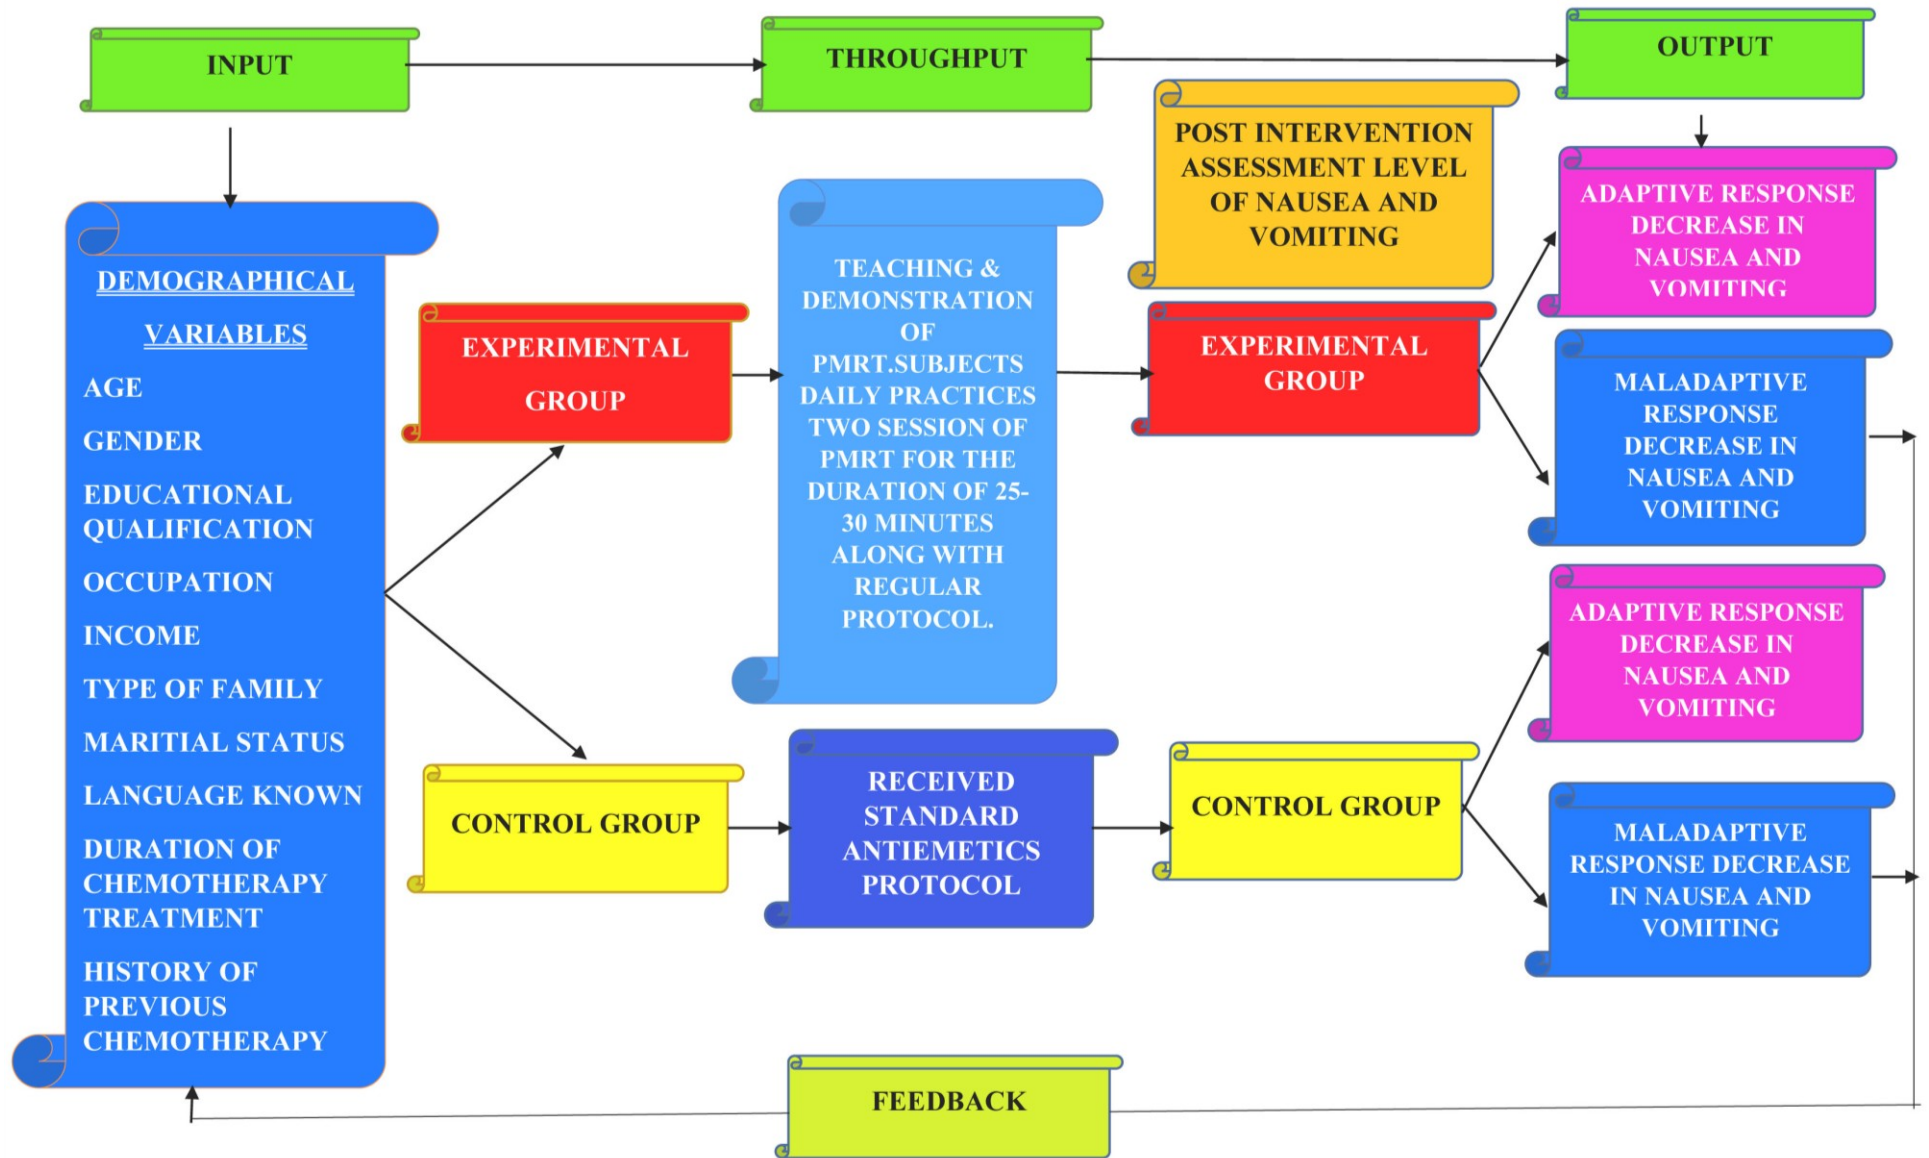 INPUT
THROUGHPUT
OUTPUT
DEMOGRAPHICAL
VARIABLES
AGE
GENDER
EDUCATIONAL
QUALIFICATION
OCCUPATION
INCOME
TYPE OF FAMILY
MARITIAL STATUS
LANGUAGE KNOWN
DURATION OF
CHEMOTHERAPY
TREATMENT
HISTORY OF
PREVIOUS
CHEMOTHERAPY
EXPERIMENTAL
GROUP
CONTROL GROUP
TEACHING &
DEMONSTRATION
OF
PMRT.SUBJECTS
DAILY PRACTICES
TWO SESSION OF
PMRT FOR THE
DURATION OF 25-
30 MINUTES
ALONG WITH
REGULAR
PROTOCOL.
RECEIVED
STANDARD
ANTIEMETICS
PROTOCOL
POST INTERVENTION
ASSESSMENT LEVEL
OF NAUSEA AND
VOMITING
EXPERIMENTAL
GROUP
CONTROL GROUP
ADAPTIVE RESPONSE
DECREASE IN
NAUSEA AND
VOMITING
MALADAPTIVE
RESPONSE
DECREASE IN
NAUSEA AND
VOMITING
ADAPTIVE RESPONSE
DECREASE IN
NAUSEA AND
VOMITING
MALADAPTIVE
RESPONSE DECREASE
IN NAUSEA AND
VOMITING
FEEDBACK